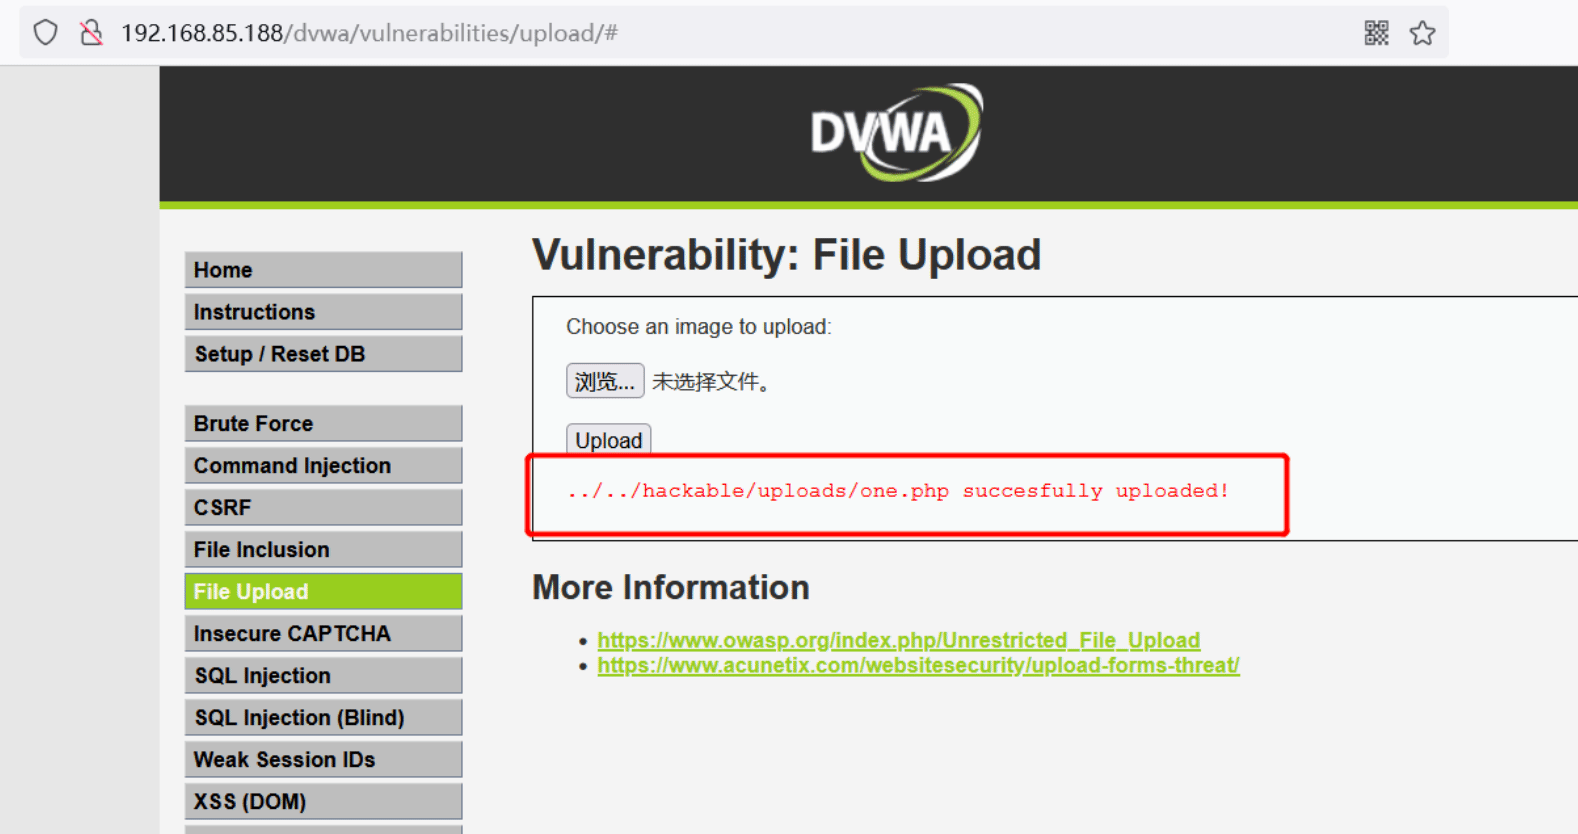 192.168.85.188/dvwa/vulnerabilities/upload/#
DVWA
Home
Instructions
Setup / Reset DB
Brute Force
Command Injection
CSRF
File Inclusion
File Upload
Insecure CAPTCHA
SQL Injection
SQL Injection (Blind)
Weak Session IDs
XSS (DOM)
Vulnerability: File Upload
Choose an image to upload:
浏览... 未选择文件。
Upload
../../hackable/uploads/one.php succesfully uploaded!
More Information
https://www.owasp.org/index.php/Unrestricted_File_Upload
https://www.acunetix.com/websitesecurity/upload-forms-threat/